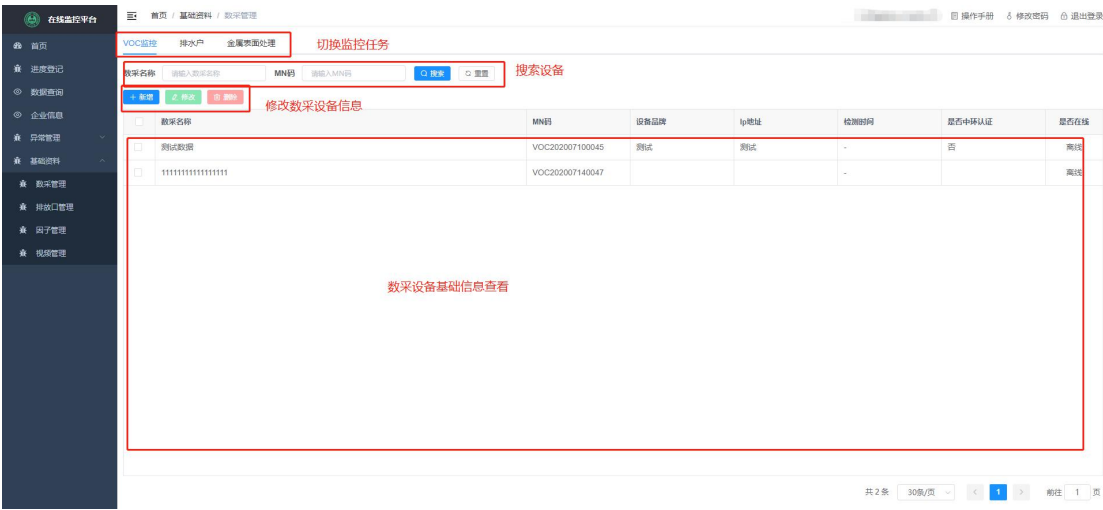 在线监控平台
首页 / 基础资料 / 数采管理
操作手册 修改密码 退出登录
首页
进度登记
数据查询
企业信息
异常管理
基础资料
数采管理
排放口管理
因子管理
视频管理
VOC监控 排水户 金属表面处理 切换监控任务
数采名称 请输入数采名称 MN码 请输入MN码 搜索 重置 搜索设备
+ 新增 修改 删除 修改数采设备信息
数采名称 MN码 设备品牌 Ip地址 检测时间 是否中环认证 是否在线
测试数据 VOC202007100045 测试 测试 - 否 离线
11111111111111111 VOC202007140047 - 离线
数采设备基础信息查看
共 2 条 30条/页 < 1 > 前往 1 页